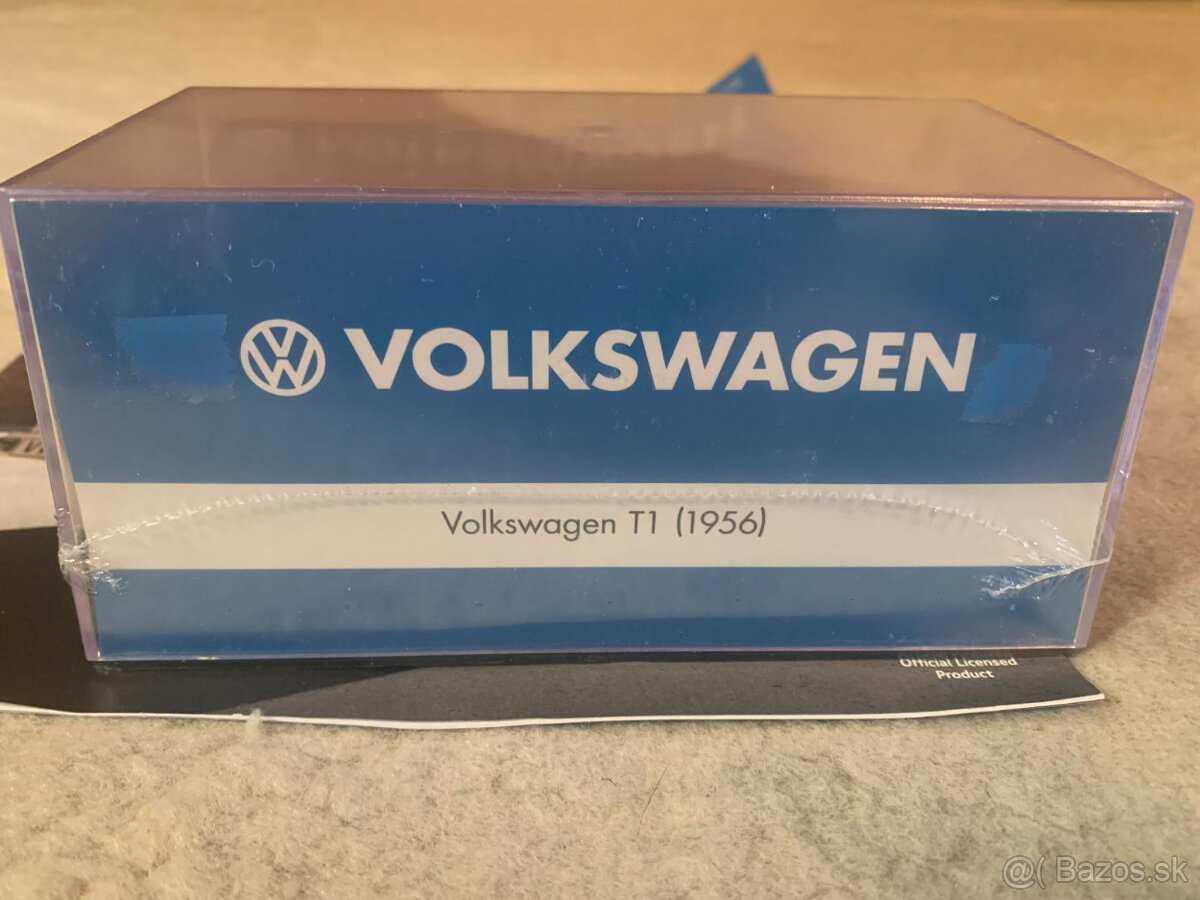 VOLKSWAGEN
Volkswagen T1 (1956)
Official Licensed
Product
@( Bazos.sk